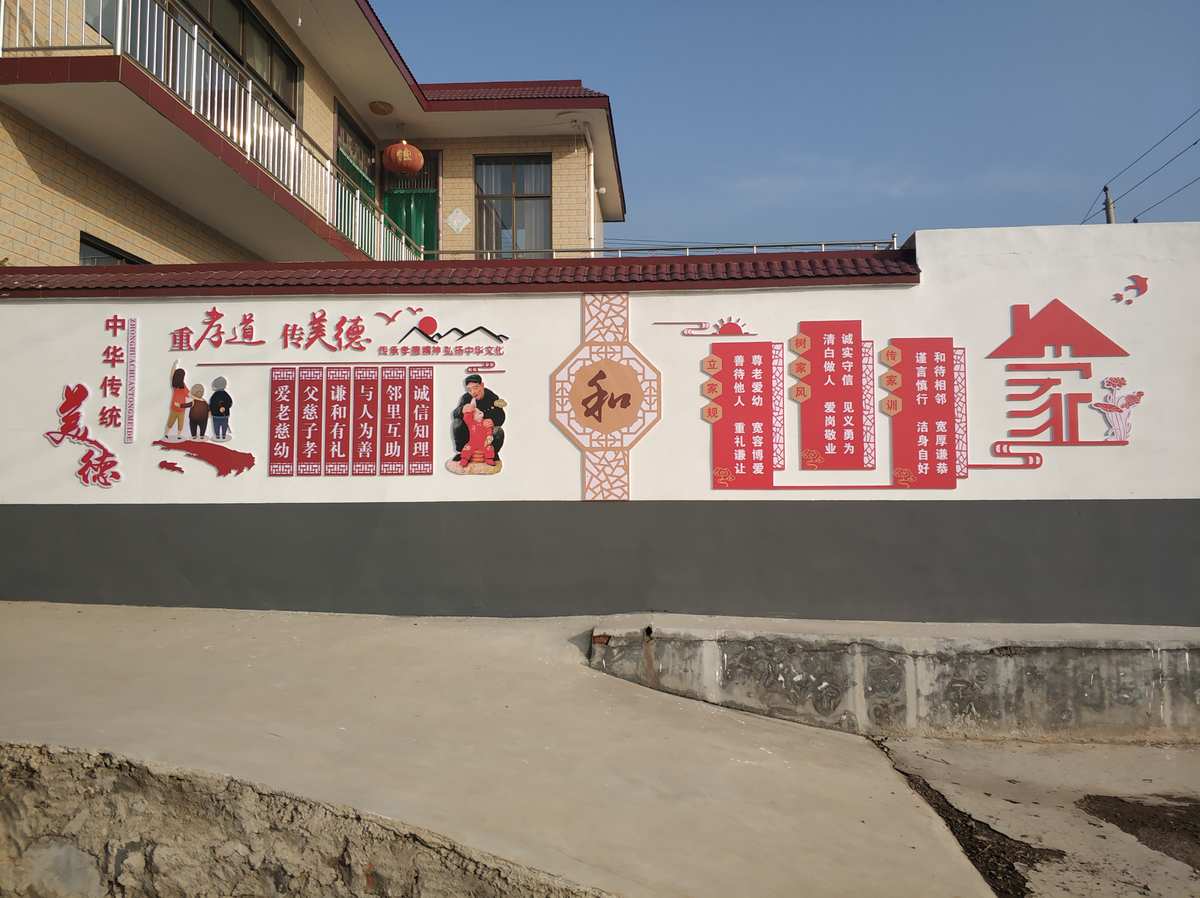 中华传统
ZHONGHUACHUANTONGMEIDE
美德
重孝道 传美德
传承孝道精神 弘扬中华文化
爱老慈幼
父慈子孝
谦和有礼
与人为善
邻里互助
诚信知理
和
立家规
尊老爱幼 宽容博爱
善待他人 重礼谦让
树家风
诚实守信 见义勇为
清白做人 爱岗敬业
传家训
和待相邻 宽厚谦恭
谨言慎行 洁身自好
家